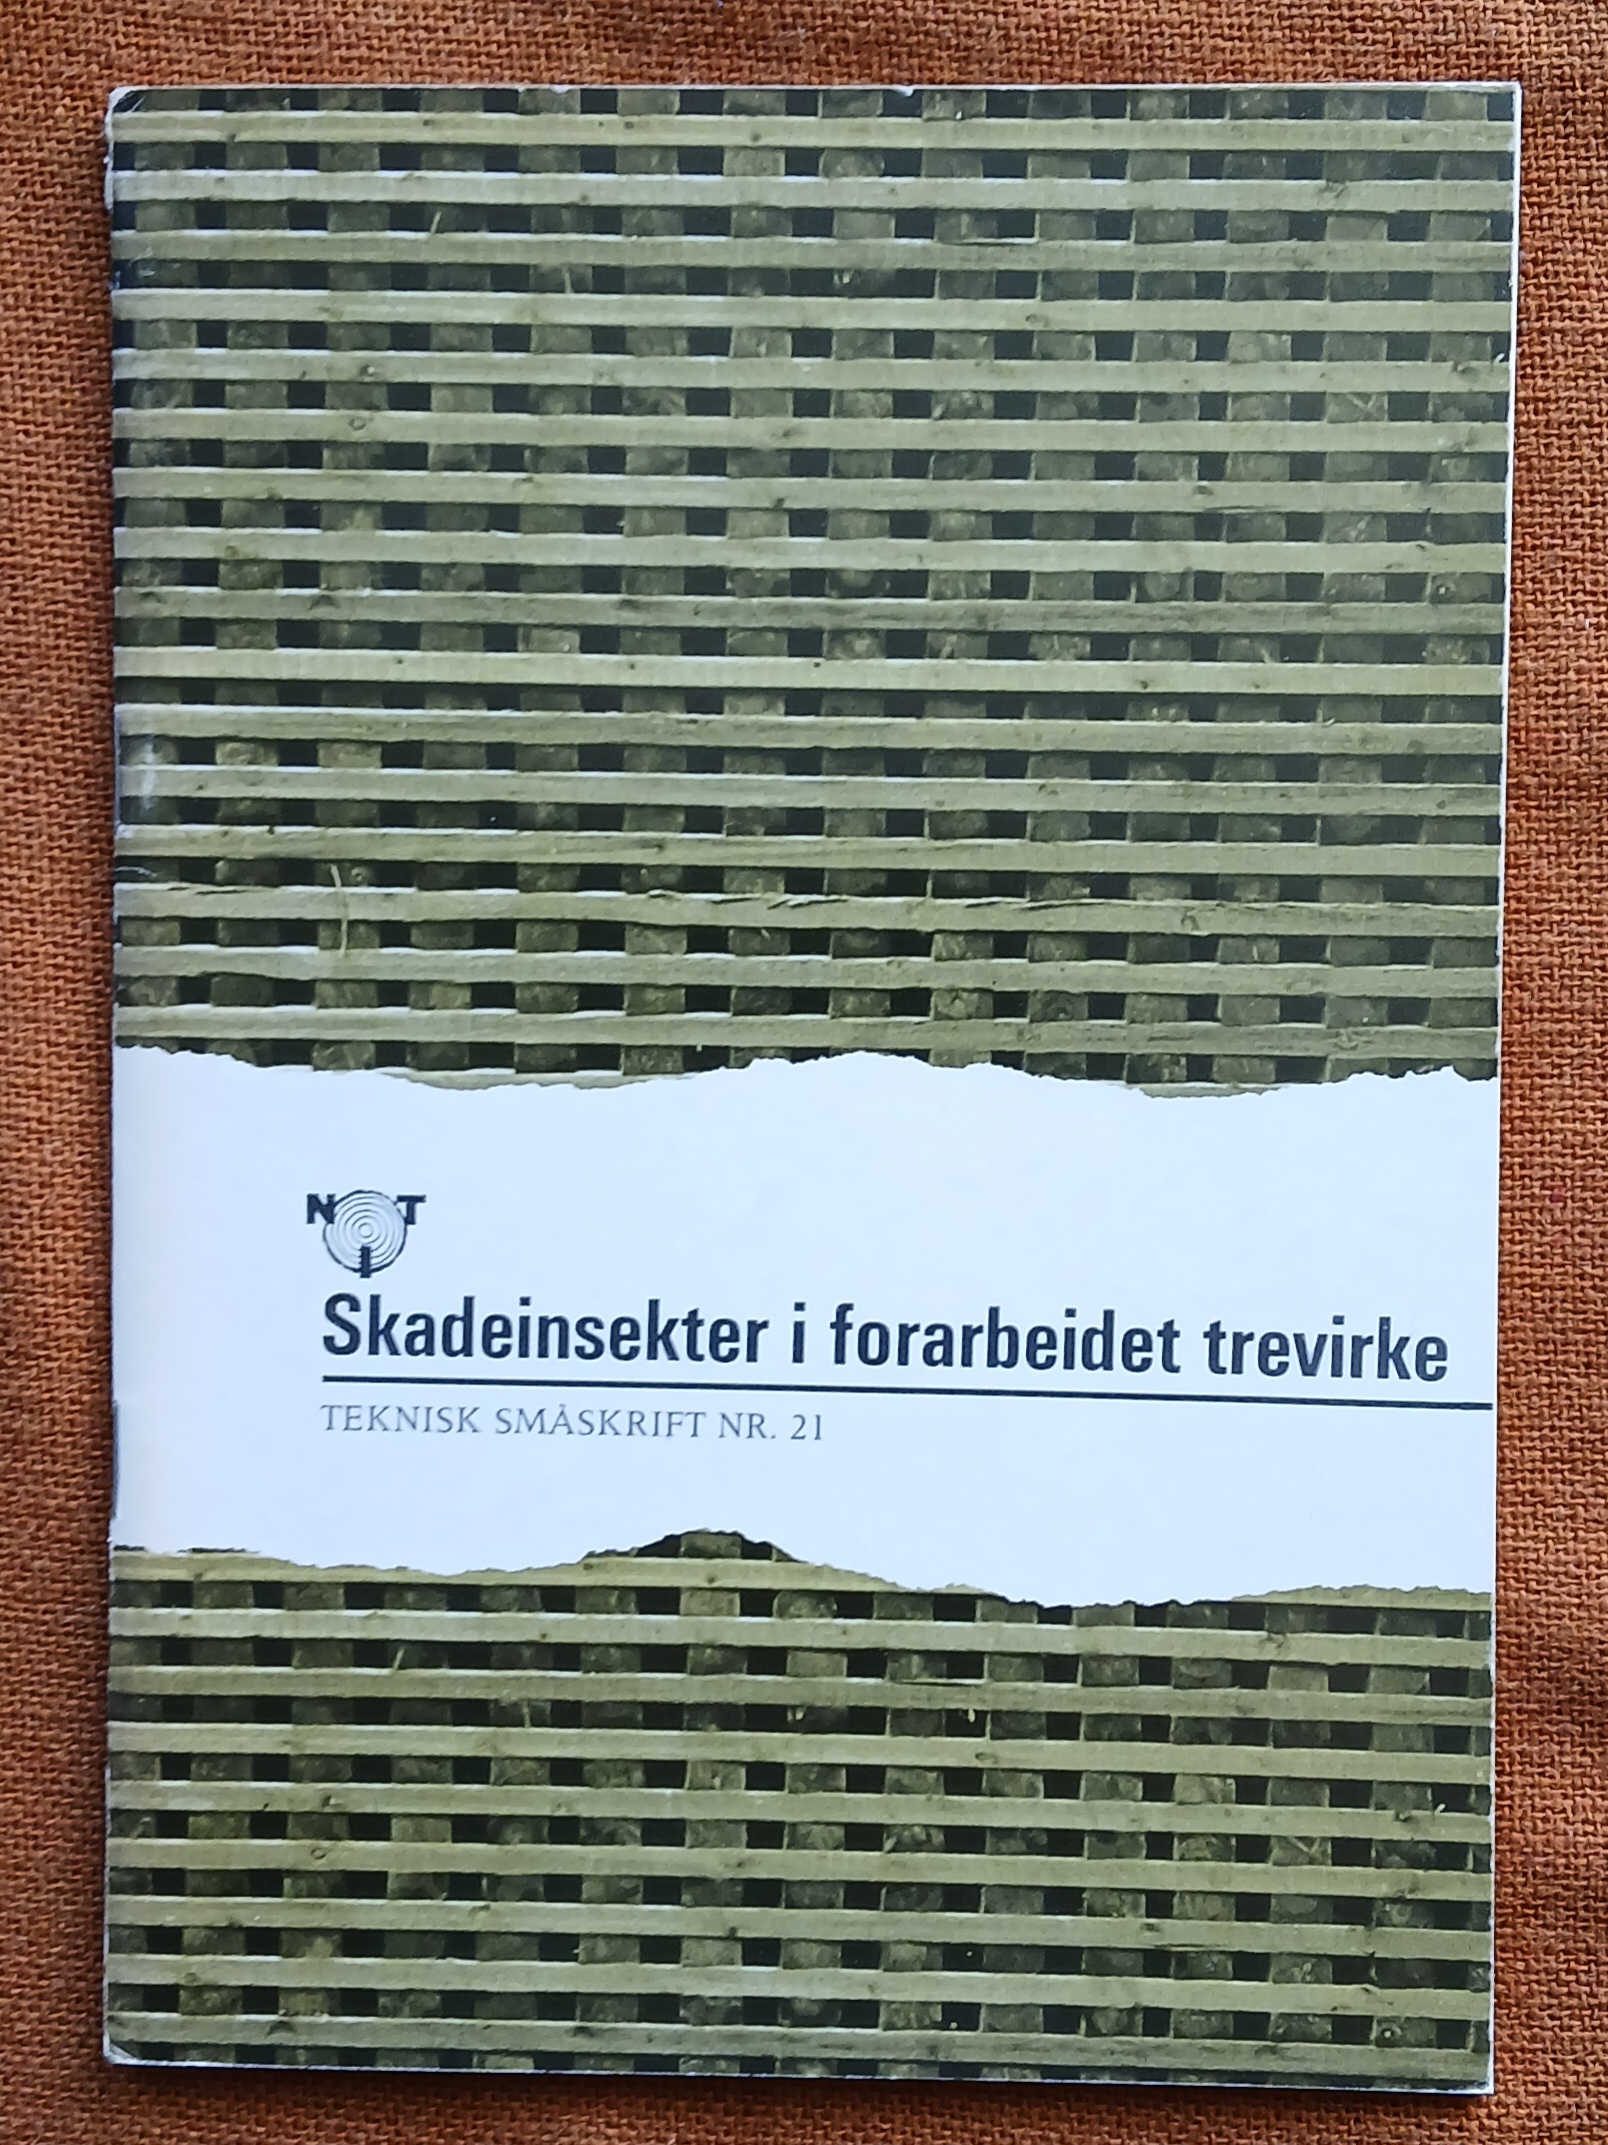 NTI
Skadeinsekter i forarbeidet trevirke
TEKNISK SMÅSKRIFT NR. 21